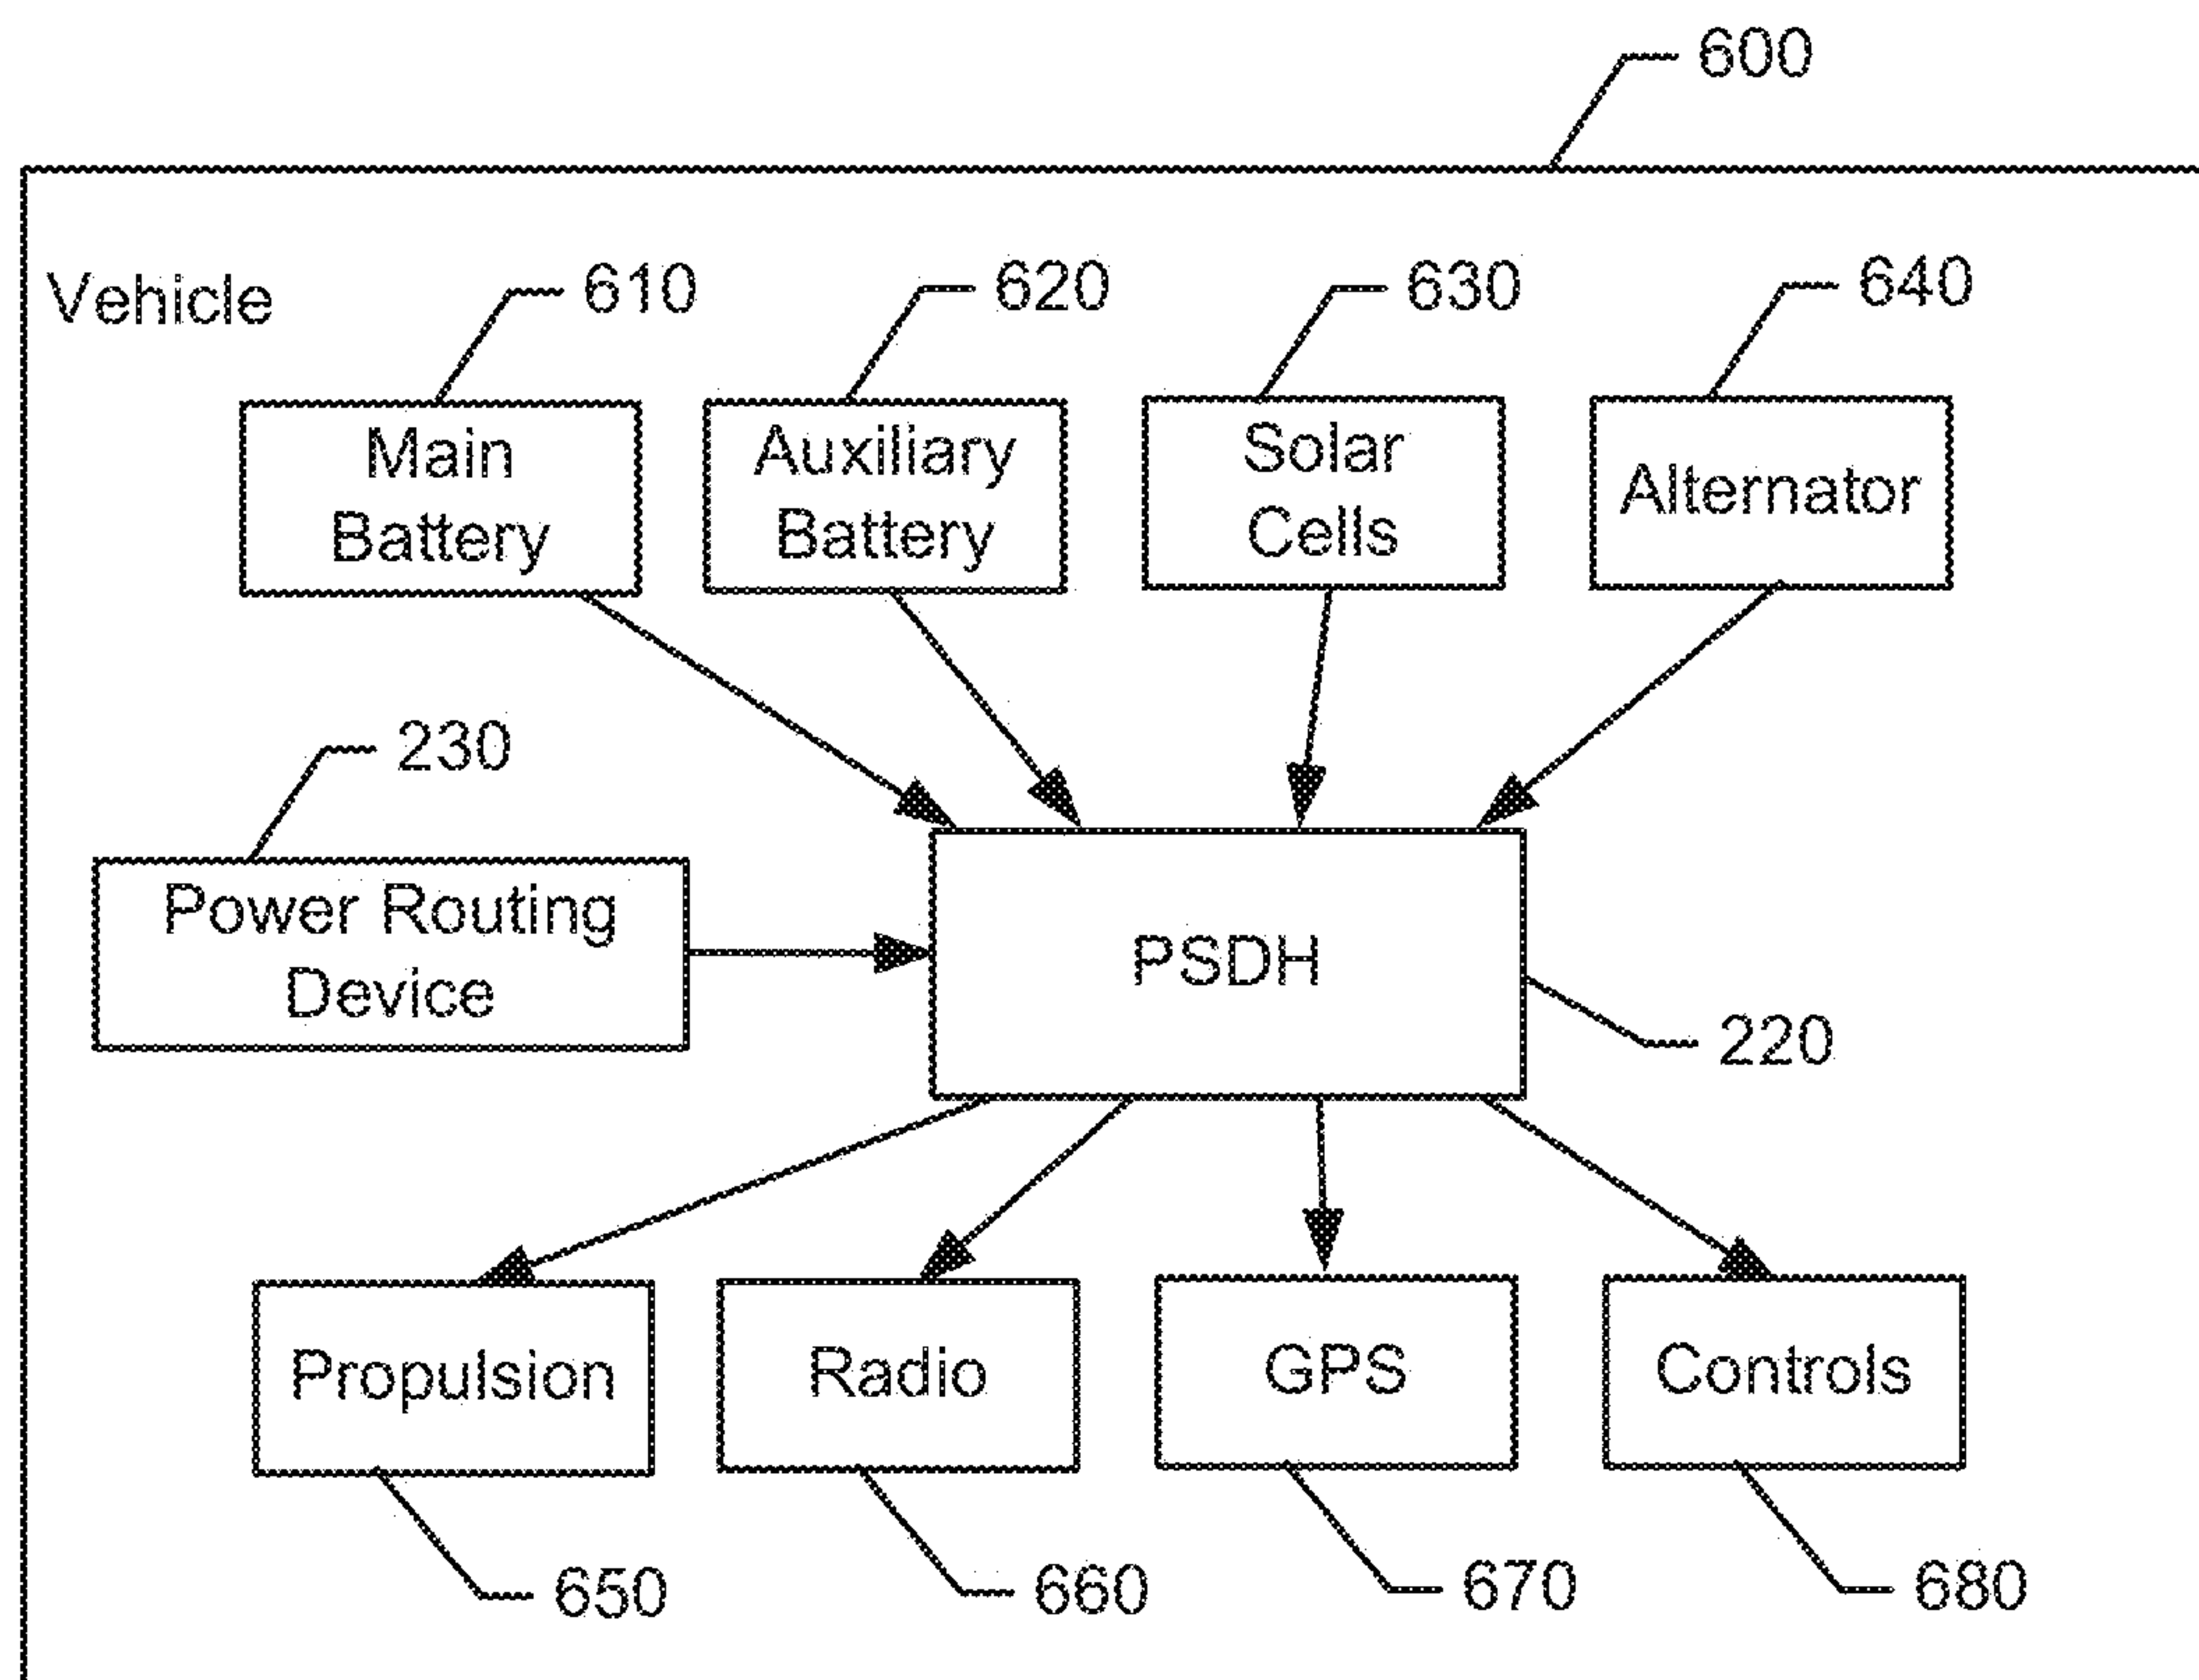 600
Vehicle
610
620
630
640
Main
Battery
Auxiliary
Battery
Solar
Cells
Alternator
230
Power Routing
Device
PSDH
220
Propulsion
Radio
GPS
Controls
650
660
670
680